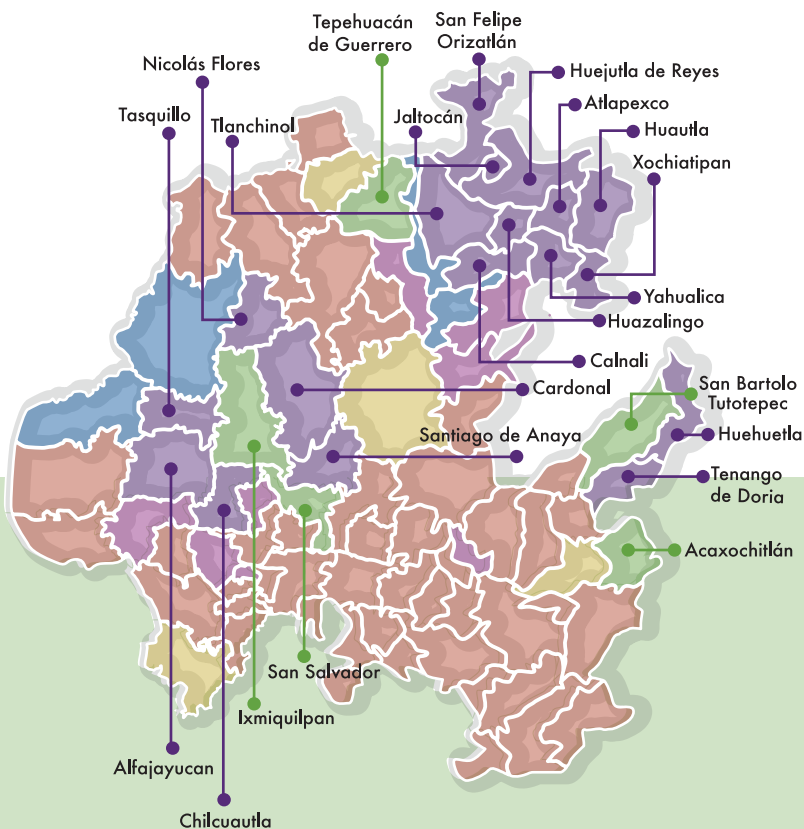 Tepehuacán
de Guerrero
San Felipe
Orizatlán
Nicolás Flores
Huejutla de Reyes
Tasquillo
Tlanchinol
Jaltocán
Atlapexco
Huautla
Xochiatipan
Yahualica
Huazalingo
Calnali
Cardonal
San Bartolo
Tutotepec
Santiago de Anaya
Huehuetla
Tenango
de Doria
Acaxochitlán
San Salvador
Ixmiquilpan
Alfajayucan
Chilcuautla